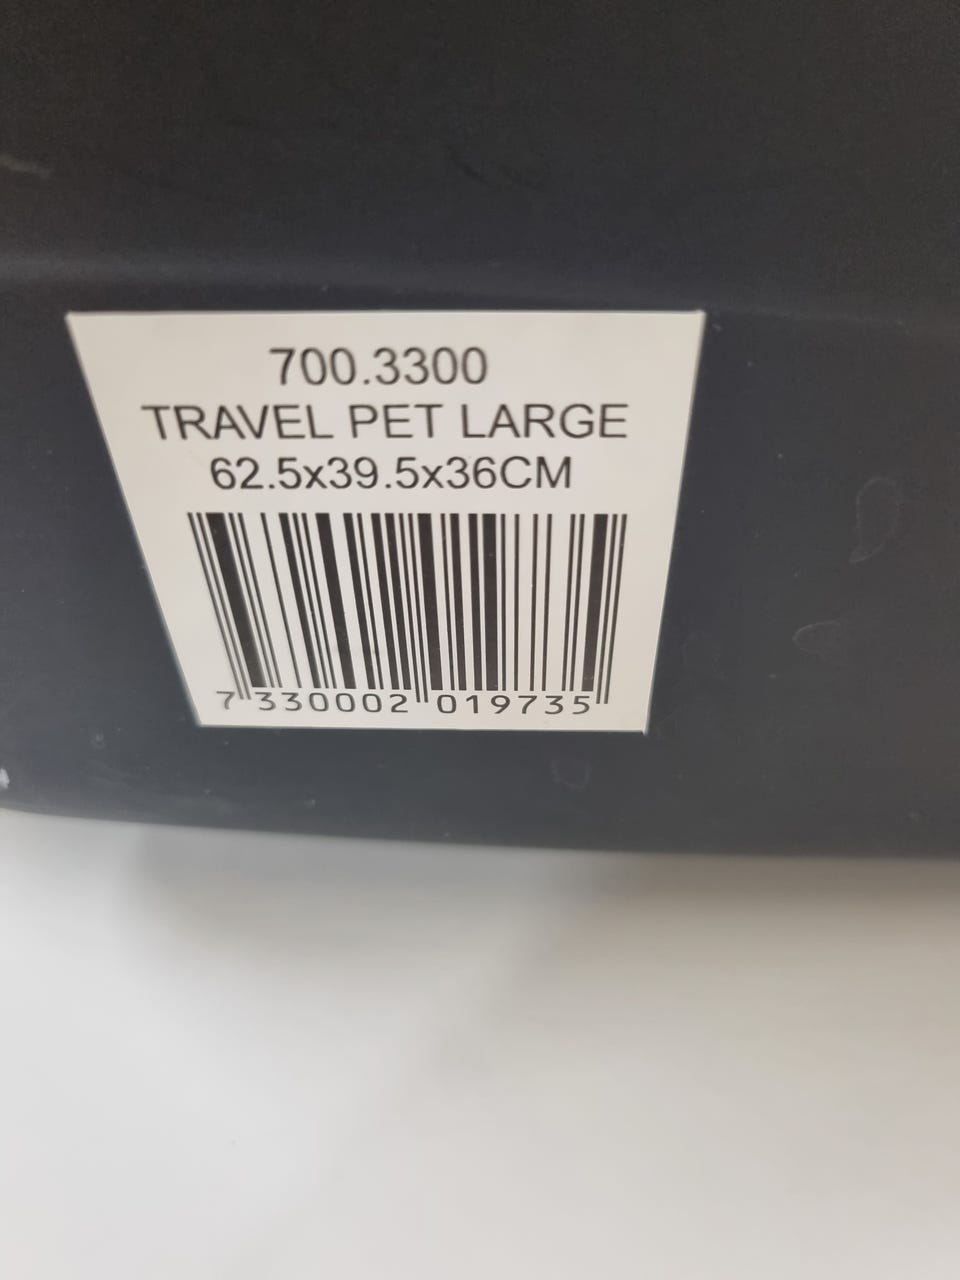 700.3300
TRAVEL PET LARGE
62.5x39.5x36CM
7 330002 019735